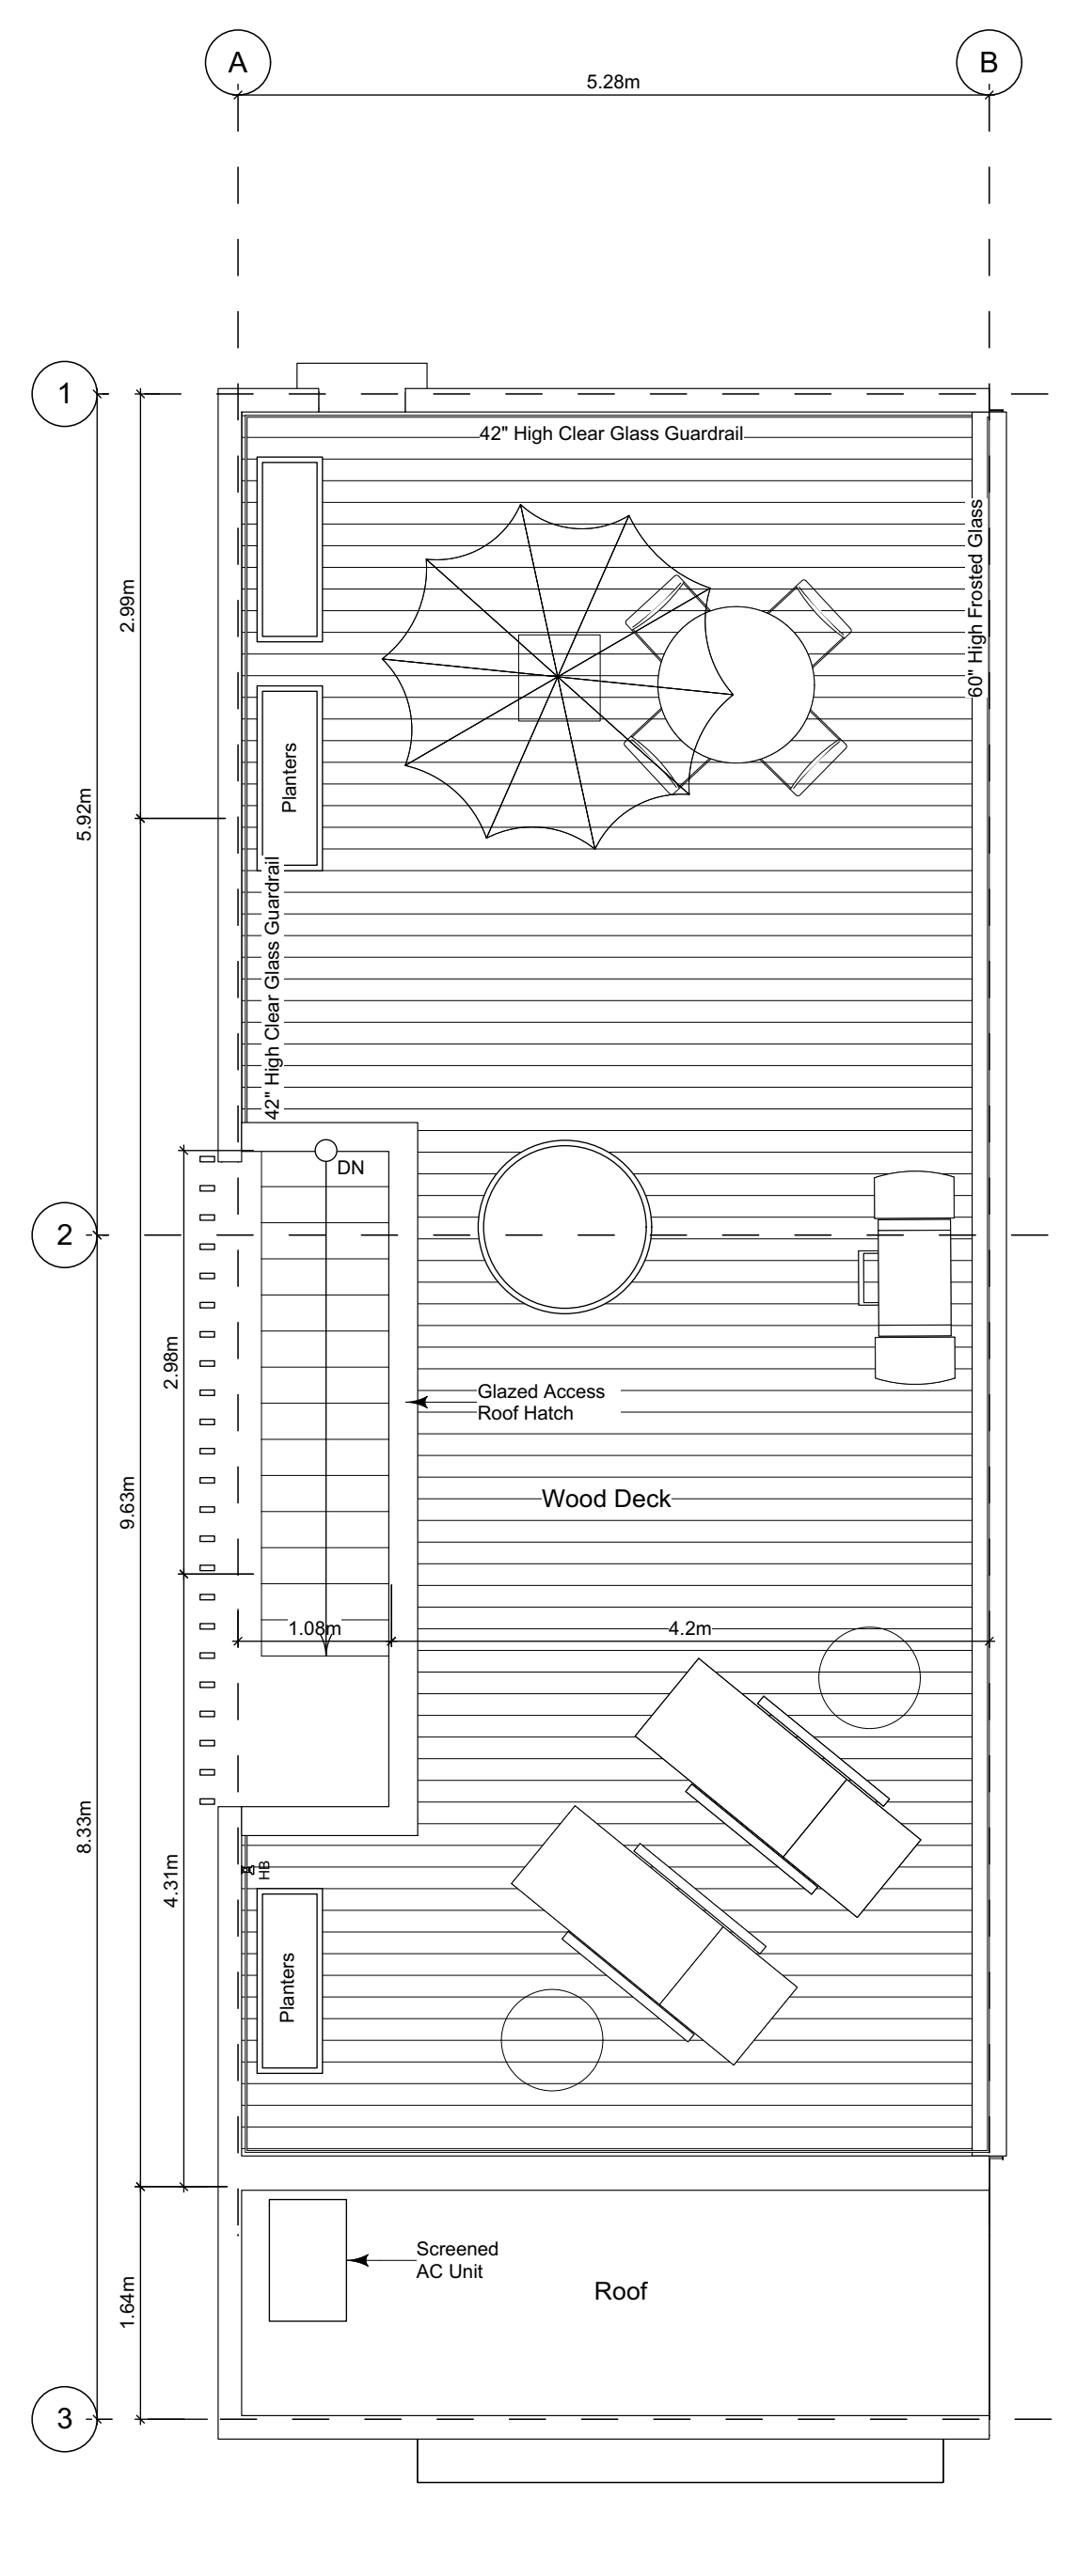 A
B
5.28m
1
42" High Clear Glass Guardrail
60" High Frosted Glass
2.99m
Planters
5.92m
42" High Clear Glass Guardrail
DN
2
2.98m
Glazed Access
Roof Hatch
9.63m
Wood Deck
1.08m
4.2m
8.33m
4.31m
HB
Planters
Screened
AC Unit
Roof
1.64m
3